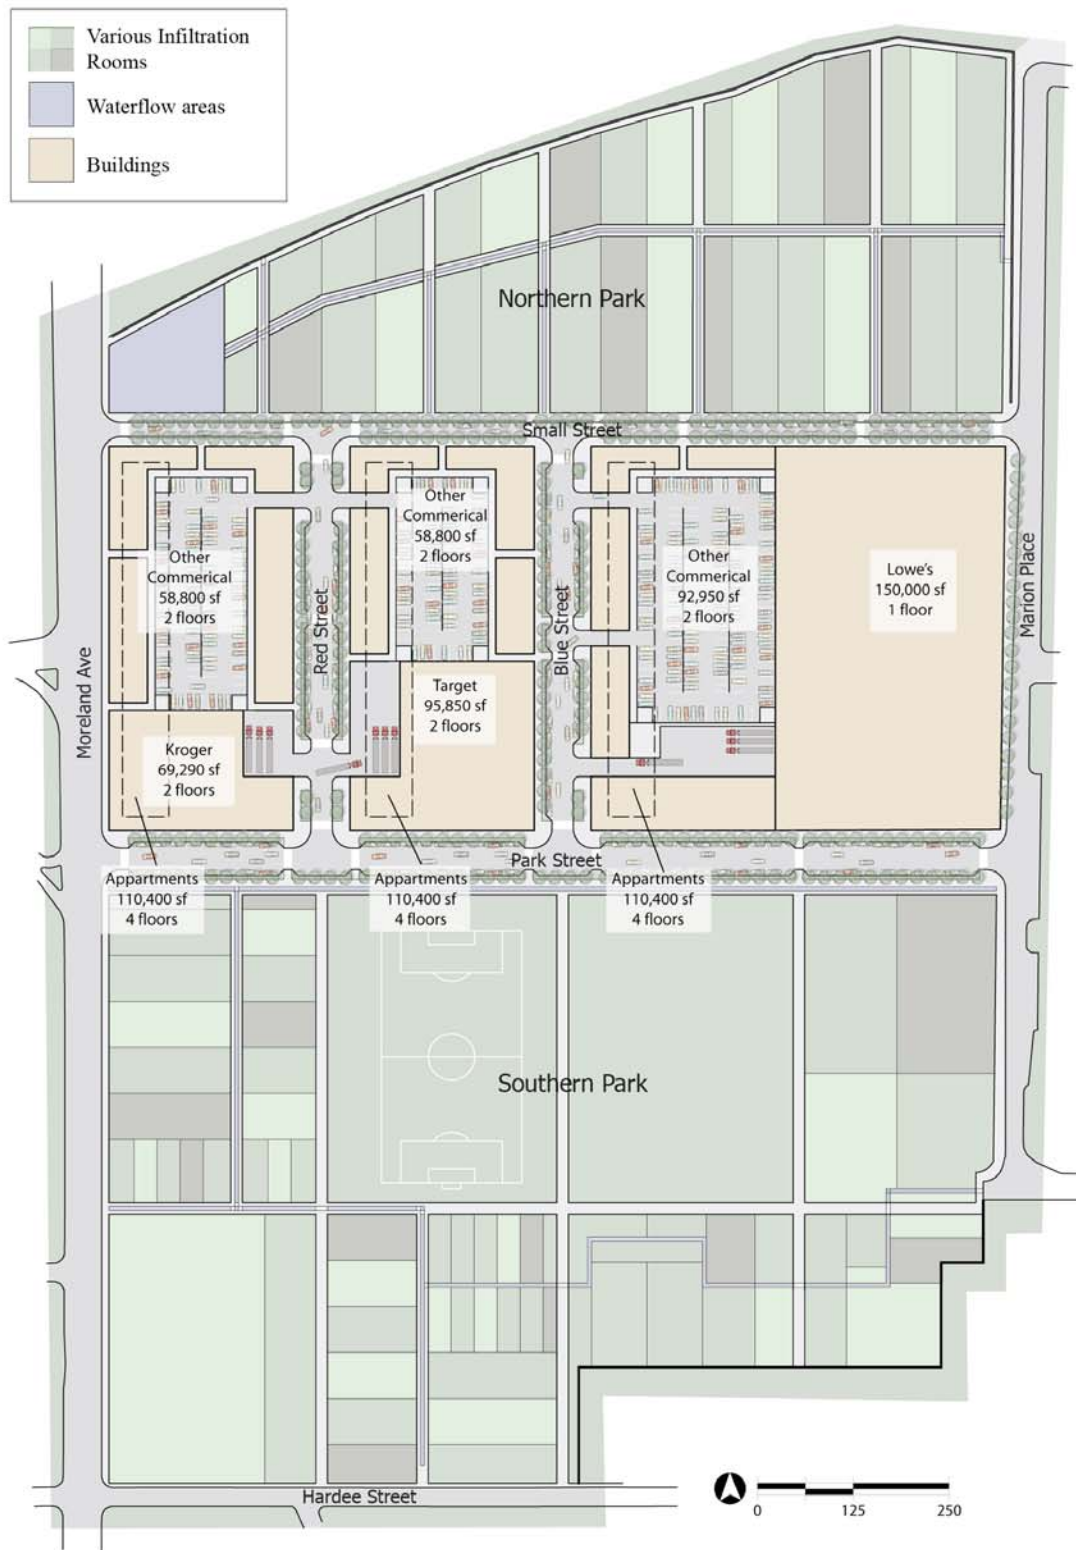 Various Infiltration
Rooms
Waterflow areas
Buildings
Northern Park
Small Street
Other
Commerical
58,800 sf
2 floors
Other
Commerical
58,800 sf
2 floors
Other
Commerical
92,950 sf
2 floors
Lowe's
150,000 sf
1 floor
Moreland Ave
Red Street
Blue Street
Marion Place
Kroger
69,290 sf
2 floors
Target
95,850 sf
2 floors
Park Street
Appartments
110,400 sf
4 floors
Appartments
110,400 sf
4 floors
Appartments
110,400 sf
4 floors
Southern Park
Hardee Street
0 125 250